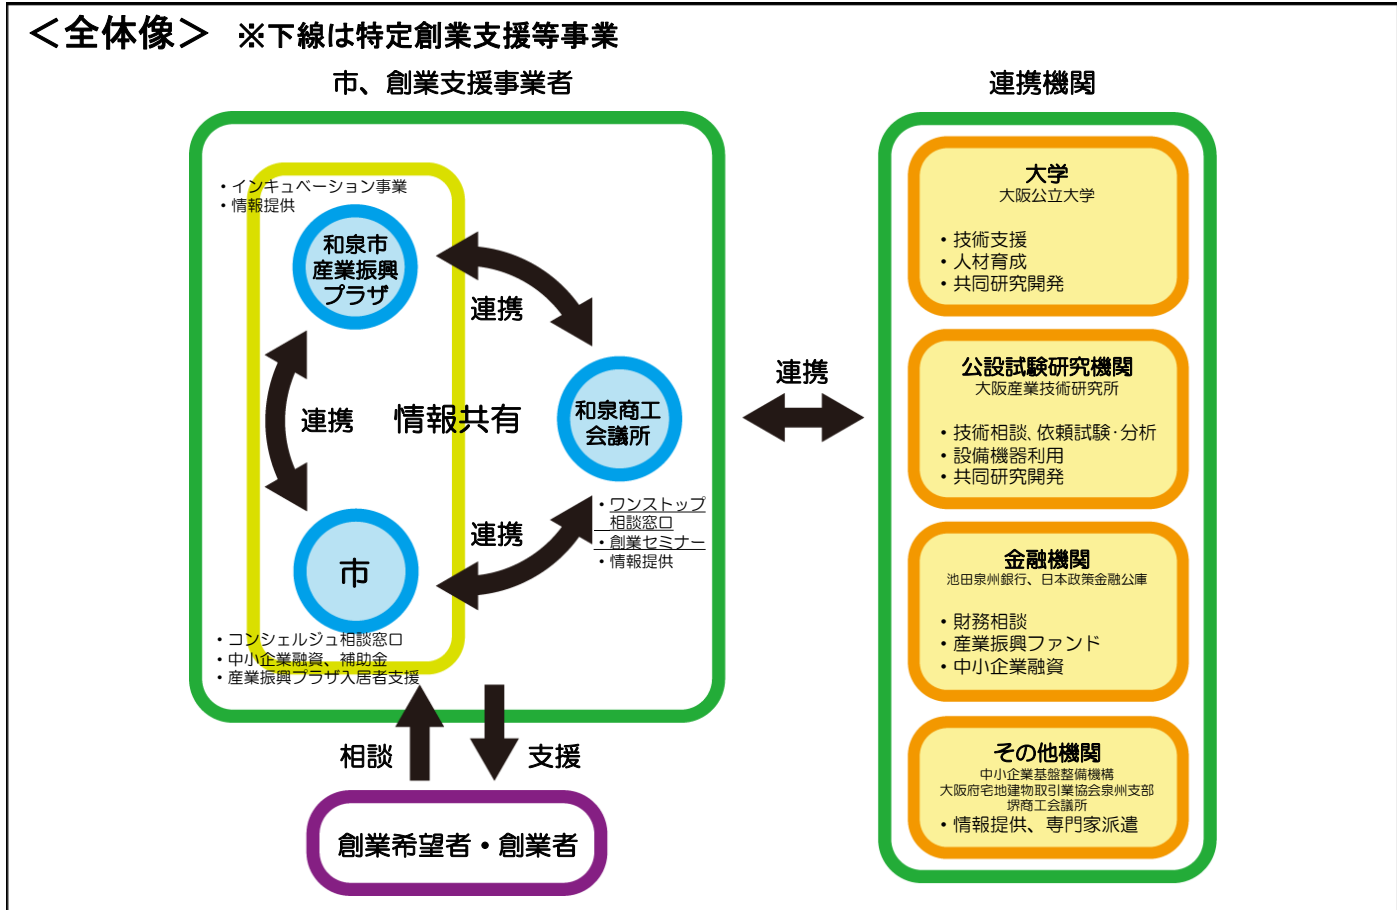 ＜全体像＞ ※下線は特定創業支援等事業
市、創業支援事業者
・インキュベーション事業
・情報提供
和泉市
産業振興
プラザ
連携
連携
情報共有
和泉商工
会議所
・ワンストップ
相談窓口
・創業セミナー
・情報提供
連携
市
・コンシェルジュ相談窓口
・中小企業融資、補助金
・産業振興プラザ入居者支援
相談
支援
創業希望者・創業者
連携
連携機関
大学
大阪公立大学
・技術支援
・人材育成
・共同研究開発
公設試験研究機関
大阪産業技術研究所
・技術相談、依頼試験・分析
・設備機器利用
・共同研究開発
金融機関
池田泉州銀行、日本政策金融公庫
・財務相談
・産業振興ファンド
・中小企業融資
その他機関
中小企業基盤整備機構
大阪府宅地建物取引業協会泉州支部
堺商工会議所
・情報提供、専門家派遣